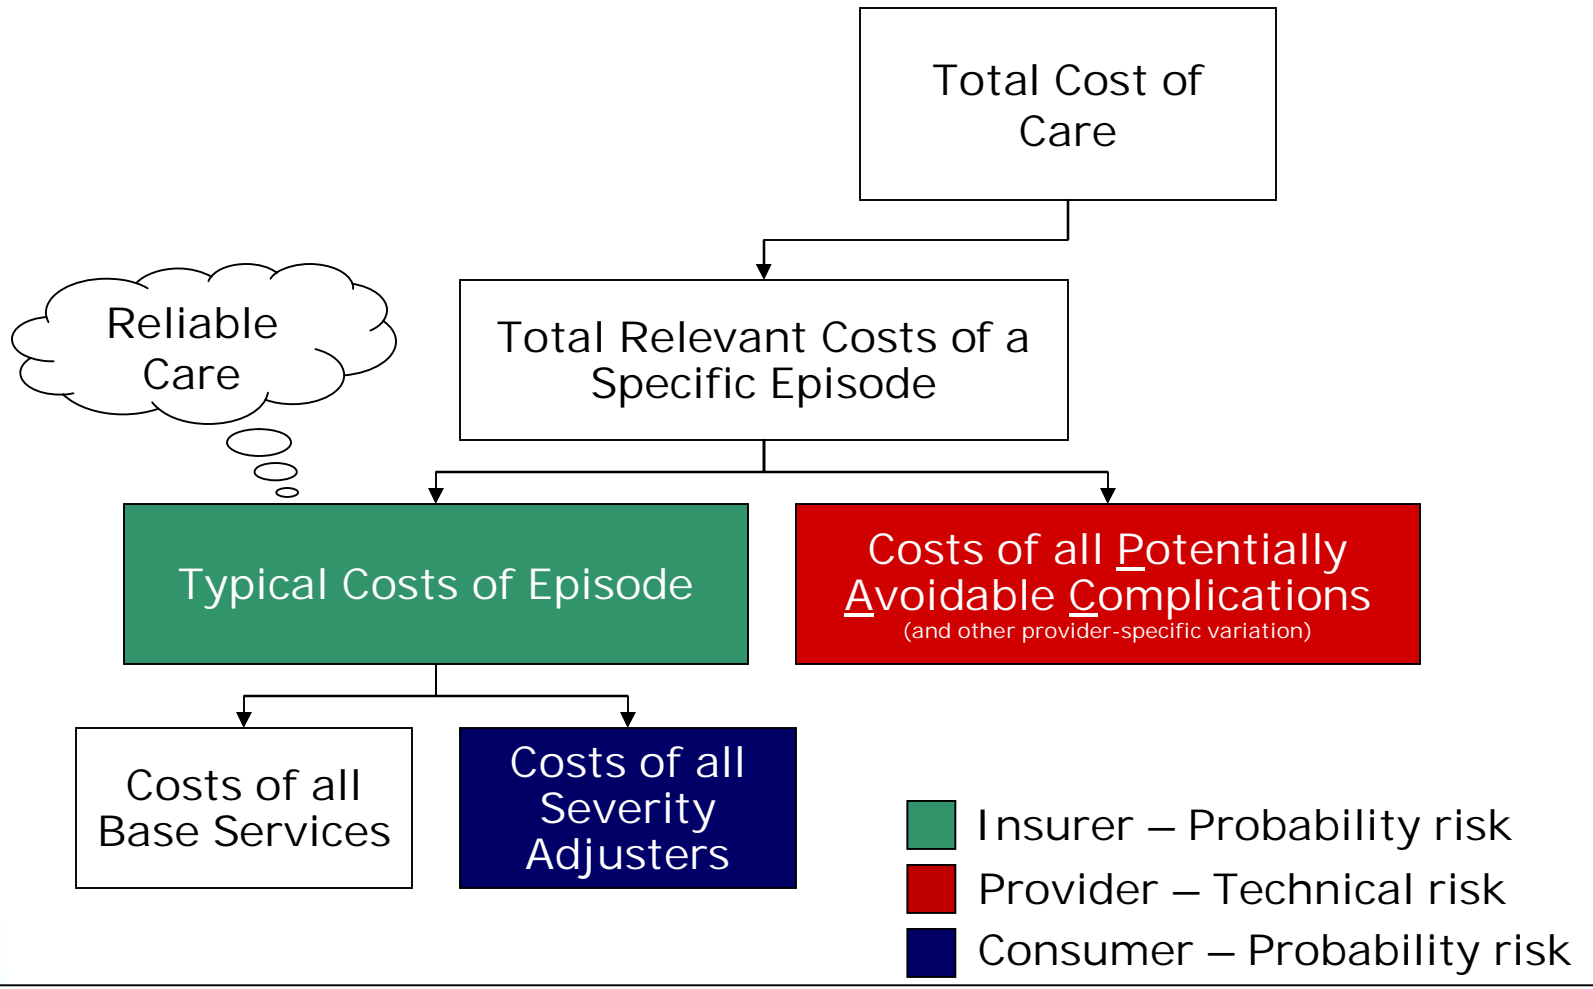 Total Cost of
Care
Reliable
Care
Total Relevant Costs of a
Specific Episode
Typical Costs of Episode
Costs of all Potentially
Avoidable Complications
(and other provider-specific variation)
Costs of all
Base Services
Costs of all
Severity
Adjusters
Insurer – Probability risk
Provider – Technical risk
Consumer – Probability risk